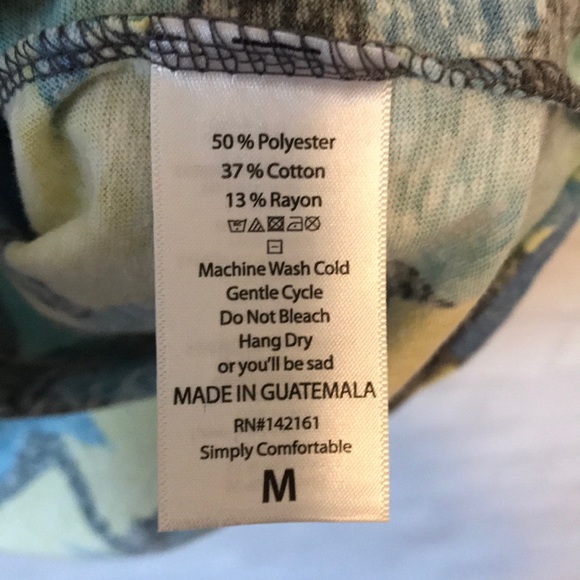 50 % Polyester
37 % Cotton
13 % Rayon
Machine Wash Cold
Gentle Cycle
Do Not Bleach
Hang Dry
or you'll be sad
MADE IN GUATEMALA
RN#142161
Simply Comfortable
M